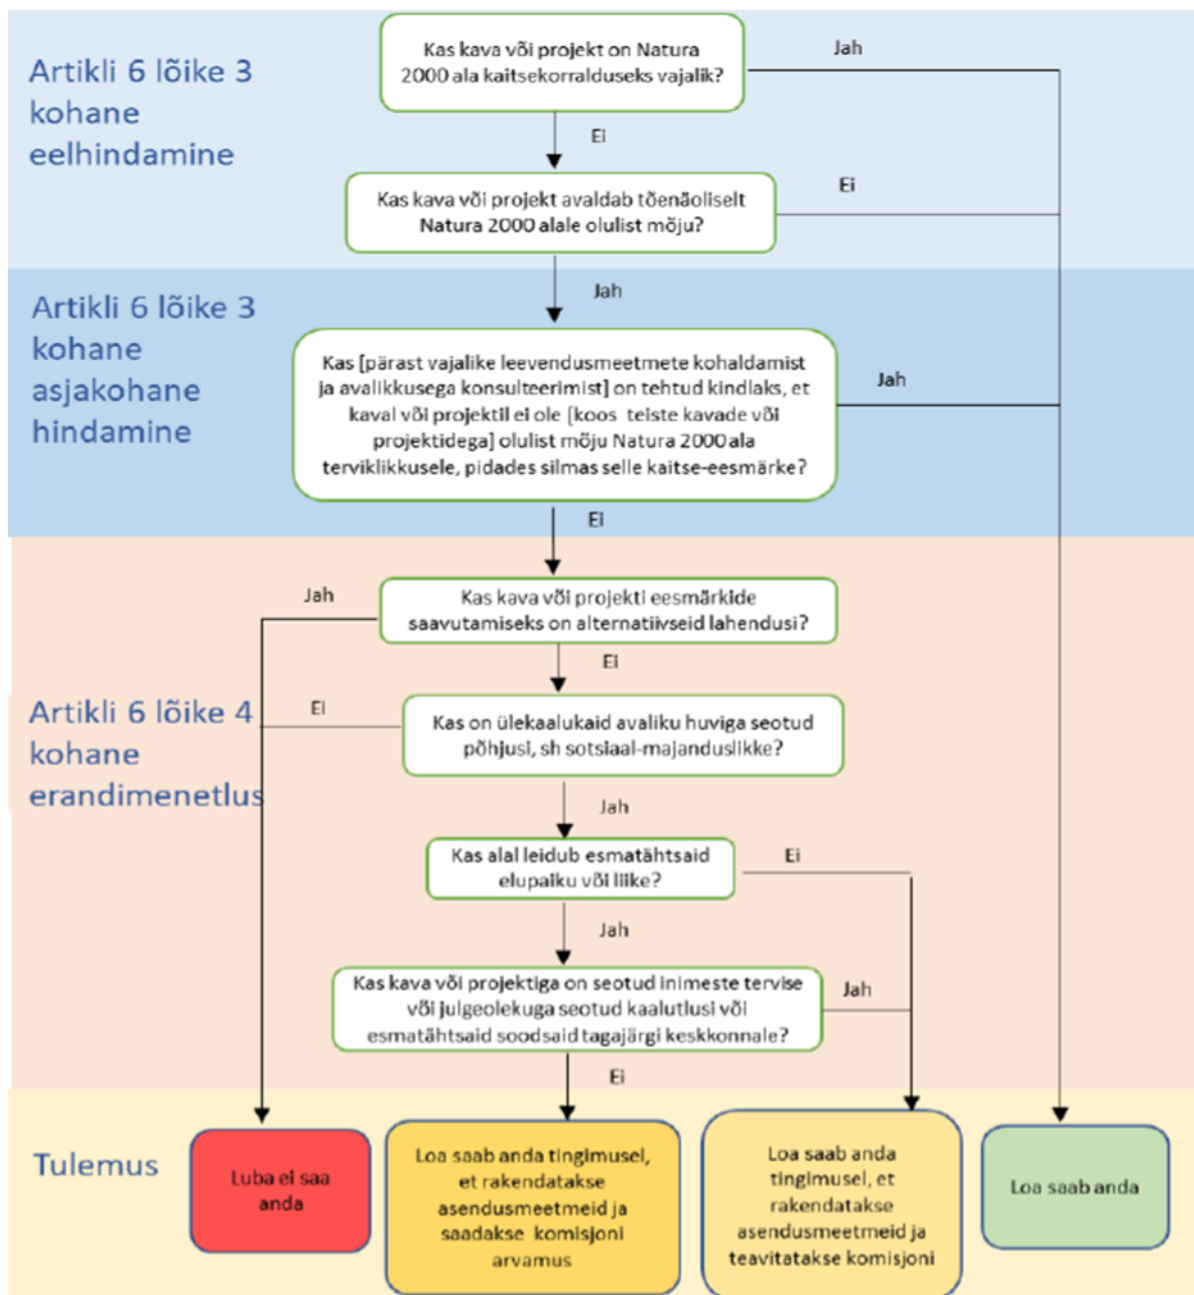 Artikli 6 lõike 3
kohane
eelhindamine
Kas kava või projekt on Natura
2000 ala kaitsekorralduseks vajalik?
Jah
Ei
Kas kava või projekt avaldab tõenäoliselt
Natura 2000 alale olulist mõju?
Ei
Jah
Artikli 6 lõike 3
kohane
asjakohane
hindamine
Kas [pärast vajalike leevendusmeetmete kohaldamist
ja avalikkusega konsulteerimist] on tehtud kindlaks, et
kaval või projektil ei ole [koos teiste kavade või
projektidega] olulist mõju Natura 2000 ala
terviklikkusele, pidades silmas selle kaitse-eesmärke?
Jah
Ei
Artikli 6 lõike 4
kohane
erandimenetlus
Kas kava või projekti eesmärkide
saavutamiseks on alternatiivseid lahendusi?
Jah
Ei
Kas on ülekaalukaid avaliku huviga seotud
põhjusi, sh sotsiaal-majanduslikke?
Ei
Jah
Kas alal leidub esmatähtsaid
elupaiku või liike?
Ei
Jah
Kas kava või projektiga on seotud inimeste tervise
või julgeolekuga seotud kaalutlusi või
esmatähtsaid soodsaid tagajärgi keskkonnale?
Jah
Ei
Tulemus
Luba ei saa
anda
Loa saab anda tingimusel,
et rakendatakse
asendusmeetmeid ja
saadakse komisjoni
arvamus
Loa saab anda
tingimusel, et
rakendatakse
asendusmeetmeid ja
teavitatakse komisjoni
Loa saab anda